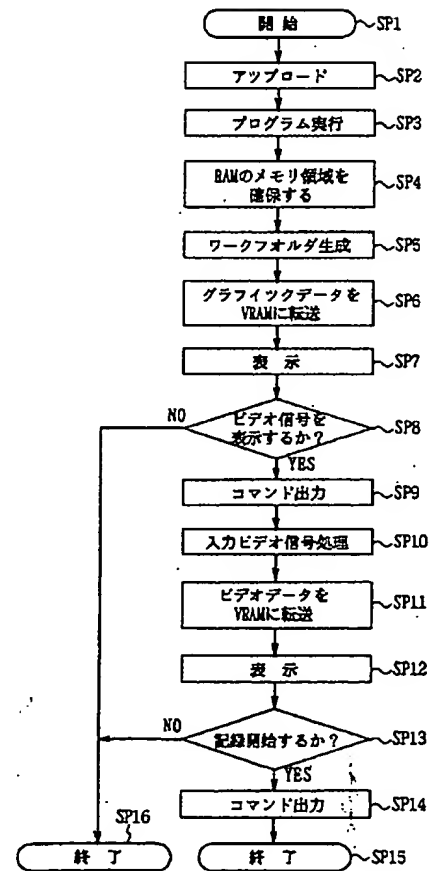 開始
SP1
アップロード
SP2
プログラム実行
SP3
RAMのメモリ領域を
確保する
SP4
ワークフォルダ生成
SP5
グラフイックデータを
VRAMに転送
SP6
表示
SP7
NO
ビデオ信号を
表示するか?
SP8
YES
コマンド出力
SP9
入力ビデオ信号処理
SP10
ビデオデータを
VRAMに転送
SP11
表示
SP12
NO
記録開始するか?
SP13
YES
コマンド出力
SP14
SP16
終了
終了
SP15